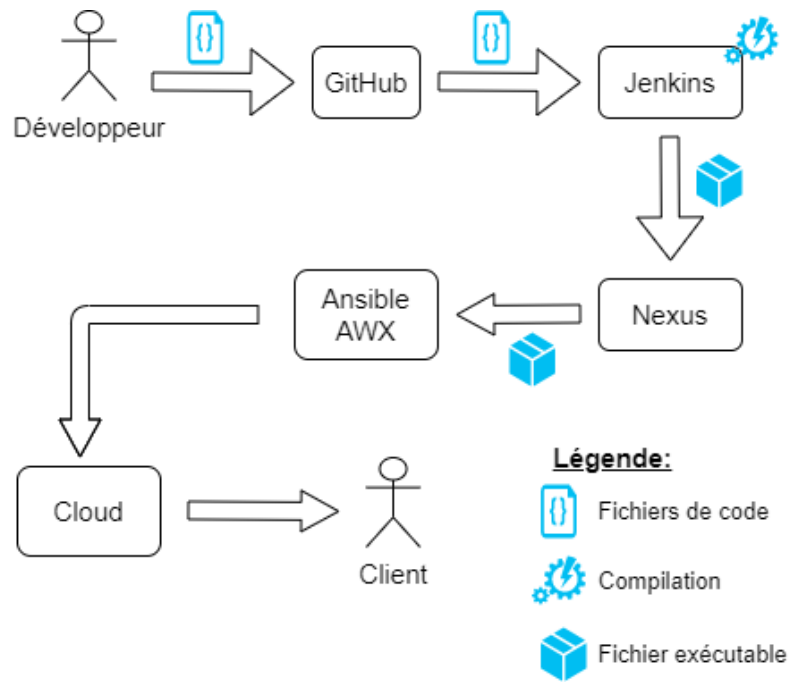 Développeur
GitHub
Jenkins
Ansible
AWX
Nexus
Cloud
Client
Légende:
Fichiers de code
Compilation
Fichier exécutable